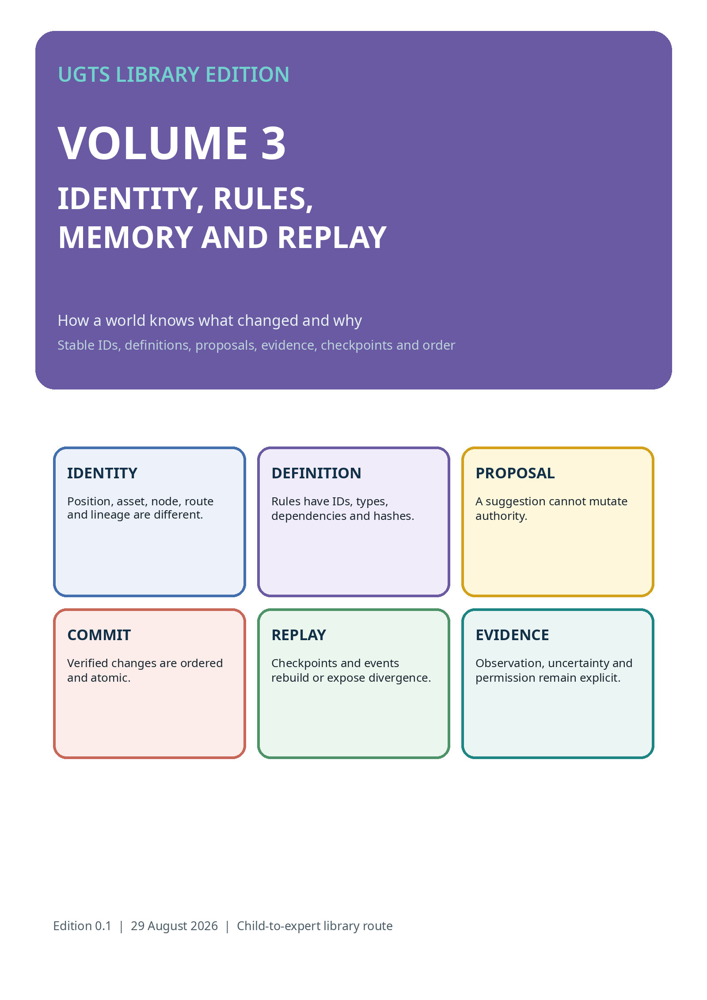 UGTS LIBRARY EDITION
VOLUME 3
IDENTITY, RULES,
MEMORY AND REPLAY
How a world knows what changed and why
Stable IDs, definitions, proposals, evidence, checkpoints and order
IDENTITY
Position, asset, node, route
and lineage are different.
DEFINITION
Rules have IDs, types,
dependencies and hashes.
PROPOSAL
A suggestion cannot mutate
authority.
COMMIT
Verified changes are ordered
and atomic.
REPLAY
Checkpoints and events
rebuild or expose divergence.
EVIDENCE
Observation, uncertainty and
permission remain explicit.
Edition 0.1 | 29 August 2026 | Child-to-expert library route